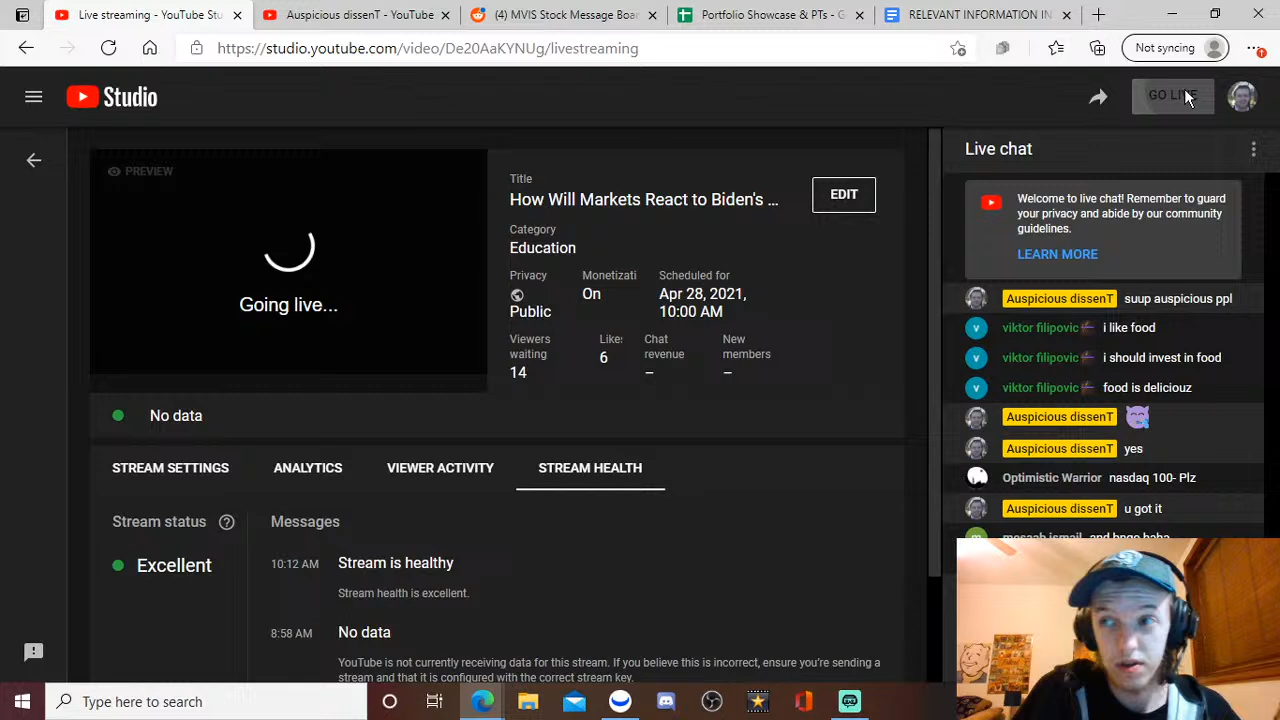 Live streaming - YouTube Stu
Auspicious dissenT - YouTube
(4) MVIS Stock Message Boar
Portfolio Showcase & PTs - G
RELEVANT INFORMATION IN
https://studio.youtube.com/video/De20AaKYNUg/livestreaming
Not syncing
Studio
GO LIVE
PREVIEW
Going live...
No data
Title
How Will Markets React to Biden's ...
EDIT
Category
Education
Privacy
Public
Monetizati
On
Scheduled for
Apr 28, 2021,
10:00 AM
Viewers
waiting
14
Likes
6
Chat
revenue
–
New
members
–
STREAM SETTINGS
ANALYTICS
VIEWER ACTIVITY
STREAM HEALTH
Stream status
Excellent
Messages
10:12 AM Stream is healthy
Stream health is excellent.
8:58 AM No data
YouTube is not currently receiving data for this stream. If you believe this is incorrect, ensure you're sending a
stream and that it is configured with the correct stream key.
Live chat
Welcome to live chat! Remember to guard
your privacy and abide by our community
guidelines.
LEARN MORE
Auspicious dissenT suup auspicious ppl
viktor filipovic i like food
viktor filipovic i should invest in food
viktor filipovic food is deliciouz
Auspicious dissenT
Auspicious dissenT yes
Optimistic Warrior nasdaq 100- Plz
Auspicious dissenT u got it
Type here to search